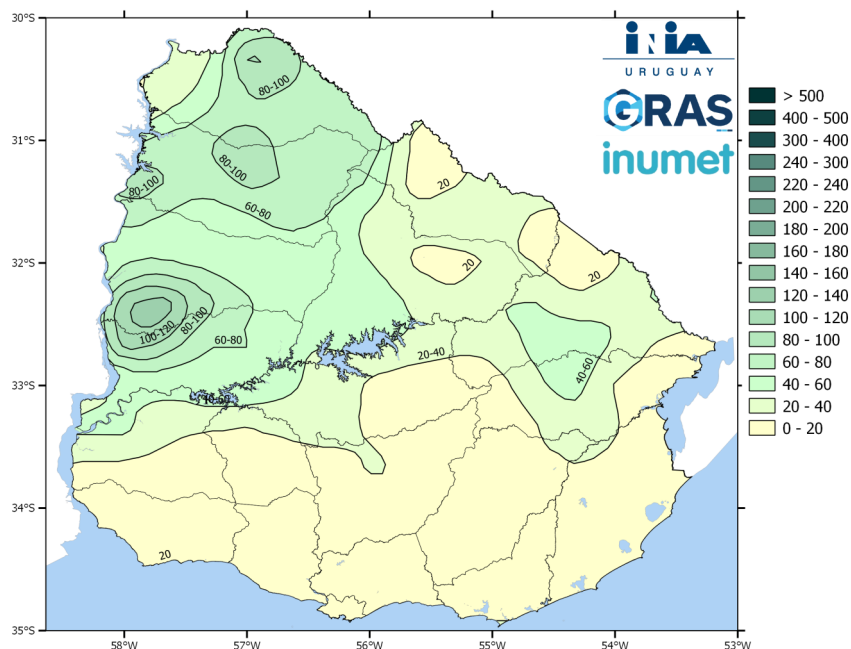 30°S
31°S
32°S
33°S
34°S
35°S
58°W
57°W
56°W
55°W
54°W
53°W
iNiA
URUGUAY
GRAS
inumet
> 500
400 - 500
300 - 400
240 - 300
220 - 240
200 - 220
180 - 200
160 - 180
140 - 160
120 - 140
100 - 120
80 - 100
60 - 80
40 - 60
20 - 40
0 - 20
80-100
80-100
80-100
60-80
20
20
20
100-120
80-100
60-80
20-40
40-60
40-60
20